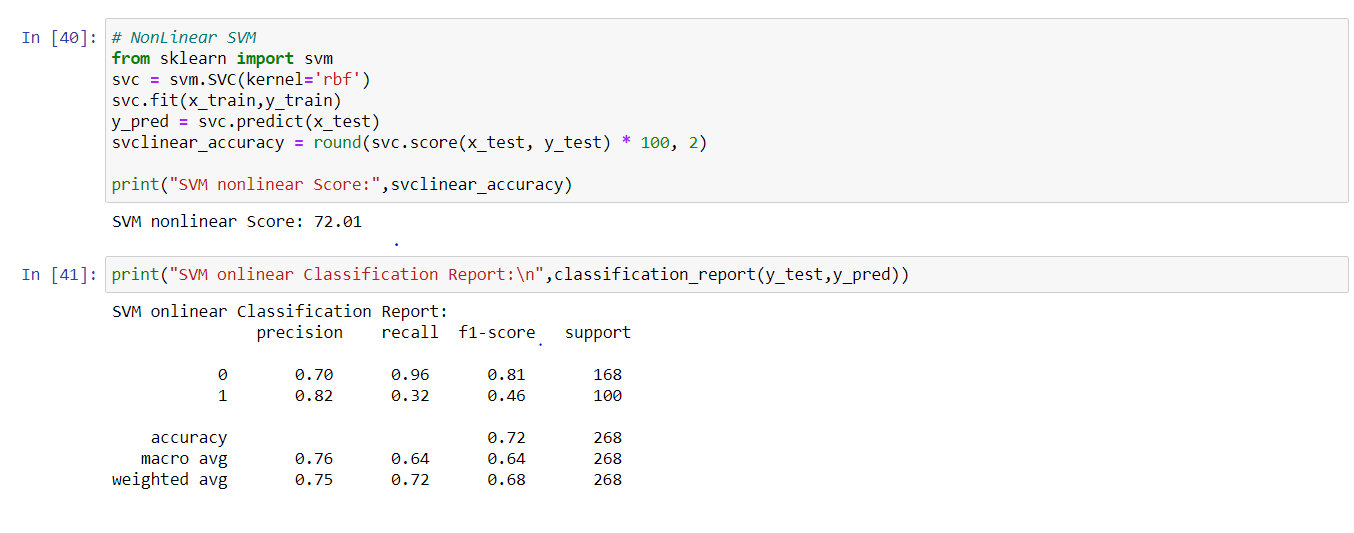 In [40]: # NonLinear SVM
from sklearn import svm
svc = svm.SVC(kernel='rbf')
svc.fit(x_train,y_train)
y_pred = svc.predict(x_test)
svclinear_accuracy = round(svc.score(x_test, y_test) * 100, 2)
print("SVM nonlinear Score:",svclinear_accuracy)
SVM nonlinear Score: 72.01
In [41]: print("SVM onlinear Classification Report:\n",classification_report(y_test,y_pred))
SVM onlinear Classification Report:
precision recall f1-score support
0 0.70 0.96 0.81 168
1 0.82 0.32 0.46 100
accuracy 0.72 268
macro avg 0.76 0.64 0.64 268
weighted avg 0.75 0.72 0.68 268